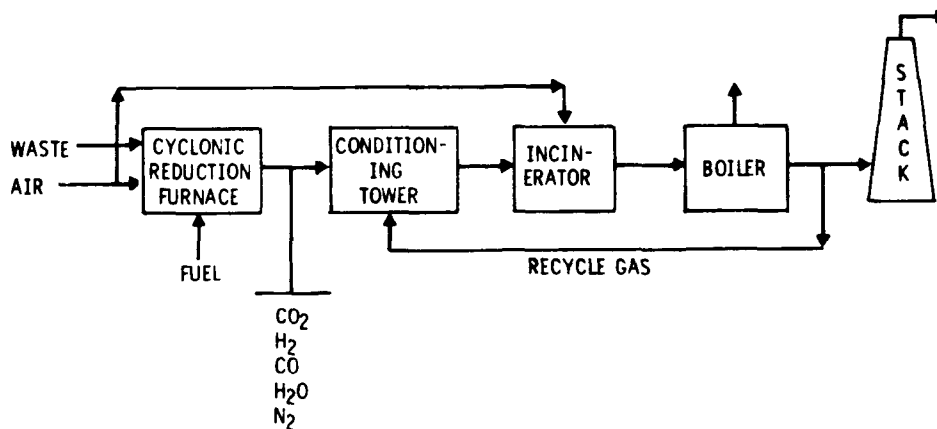 WASTE
AIR
CYCLONIC
REDUCTION
FURNACE
FUEL
CO₂
H₂
CO
H₂O
N₂
CONDITION-
ING
TOWER
INCIN-
ERATOR
BOILER
RECYCLE GAS
STACK